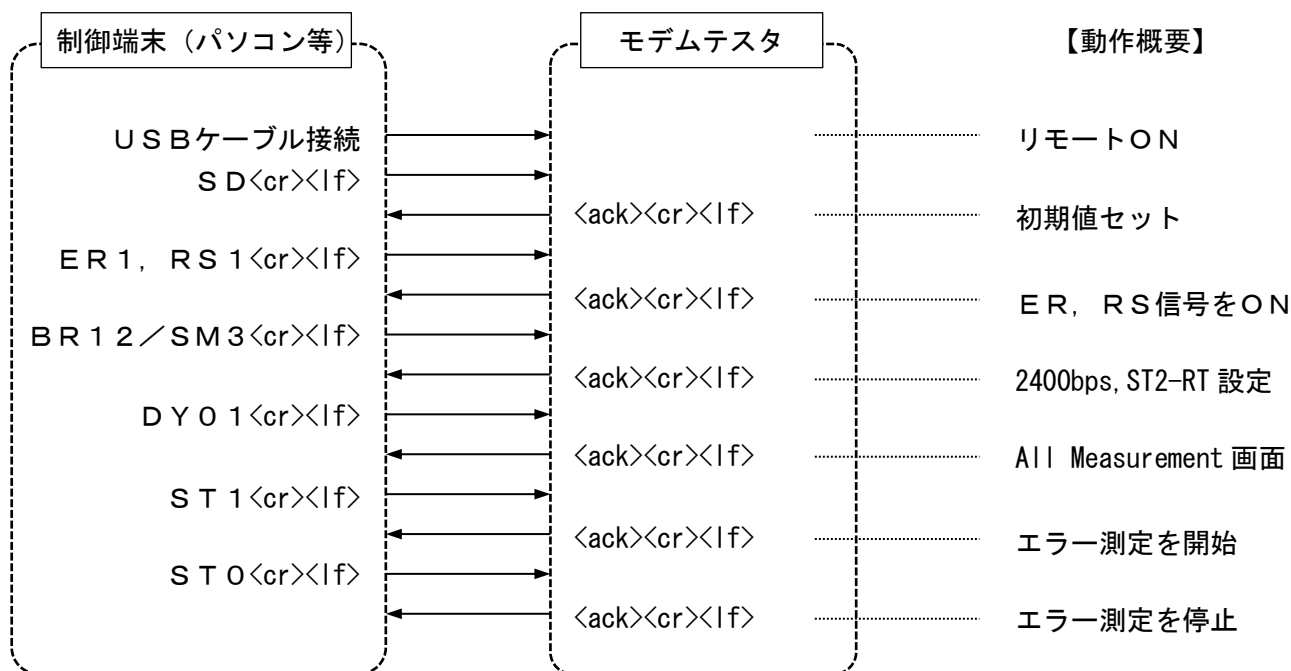 制御端末（パソコン等） モデムテスタ 【動作概要】
ＵＳＢケーブル接続 リモートＯＮ
ＳＤ<cr><lf>
<ack><cr><lf> 初期値セット
ＥＲ１，ＲＳ１<cr><lf>
<ack><cr><lf> ＥＲ，ＲＳ信号をＯＮ
ＢＲ１２／ＳＭ３<cr><lf>
<ack><cr><lf> 2400bps,ST2-RT 設定
ＤＹ０１<cr><lf>
<ack><cr><lf> All Measurement 画面
ＳＴ１<cr><lf>
<ack><cr><lf> エラー測定を開始
ＳＴ０<cr><lf>
<ack><cr><lf> エラー測定を停止